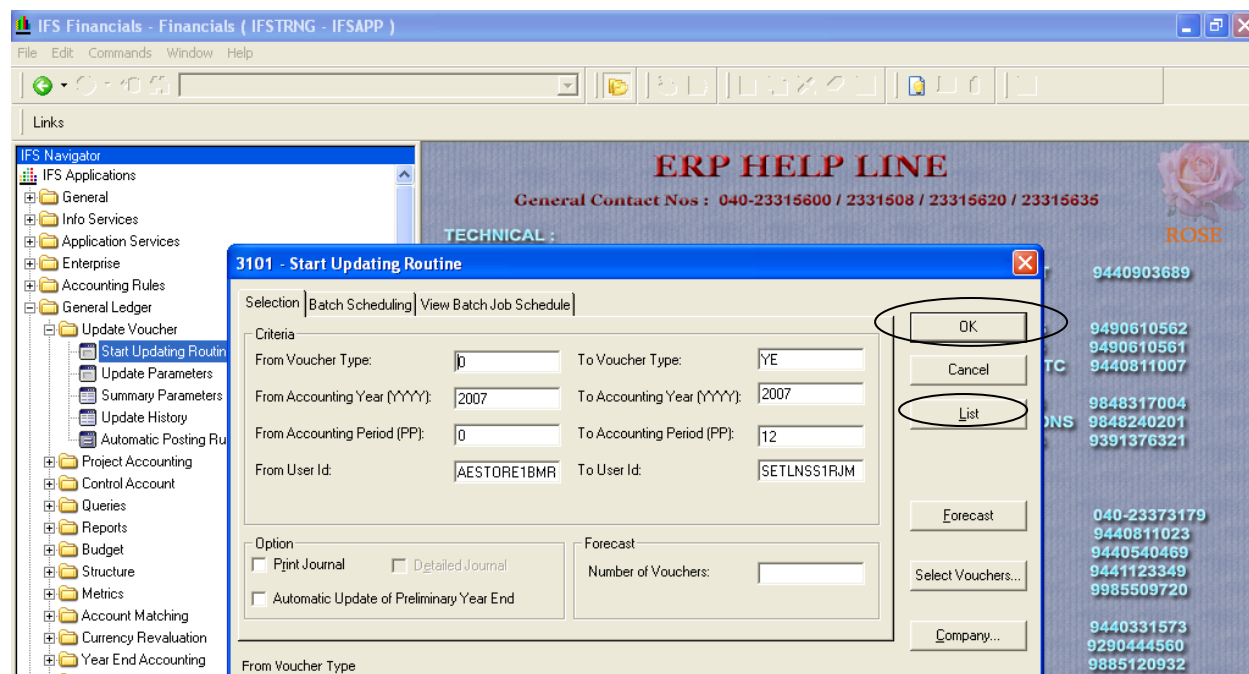 IFS Financials - Financials ( IFSTRNG - IFSAPP )
File Edit Commands Window Help
Links
IFS Navigator
IFS Applications
General
Info Services
Application Services
Enterprise
Accounting Rules
General Ledger
Update Voucher
Start Updating Routin
Update Parameters
Summary Parameters
Update History
Automatic Posting Ru
Project Accounting
Control Account
Queries
Reports
Budget
Structure
Metrics
Account Matching
Currency Revaluation
Year End Accounting
ERP HELP LINE
General Contact Nos : 040-23315600 / 2331508 / 23315620 / 23315635
ROSE
TECHNICAL :
3101 - Start Updating Routine
Selection Batch Scheduling View Batch Job Schedule
Criteria
From Voucher Type: 0 To Voucher Type: YE
From Accounting Year (YYYY): 2007 To Accounting Year (YYYY): 2007
From Accounting Period (PP): 0 To Accounting Period (PP): 12
From User Id: AESTORE1BMR To User Id: SETLNSS1RJM
Option
Print Journal Detailed Journal
Automatic Update of Preliminary Year End
Forecast
Number of Vouchers:
From Voucher Type
OK
Cancel
List
Forecast
Select Vouchers...
Company...
9440903689
9490610562
9490610561
TC 9440811007
9848317004
ONS 9848240201
9391376321
040-23373179
9440811023
9440540469
9441123349
9985509720
9440331573
9290444560
9885120932